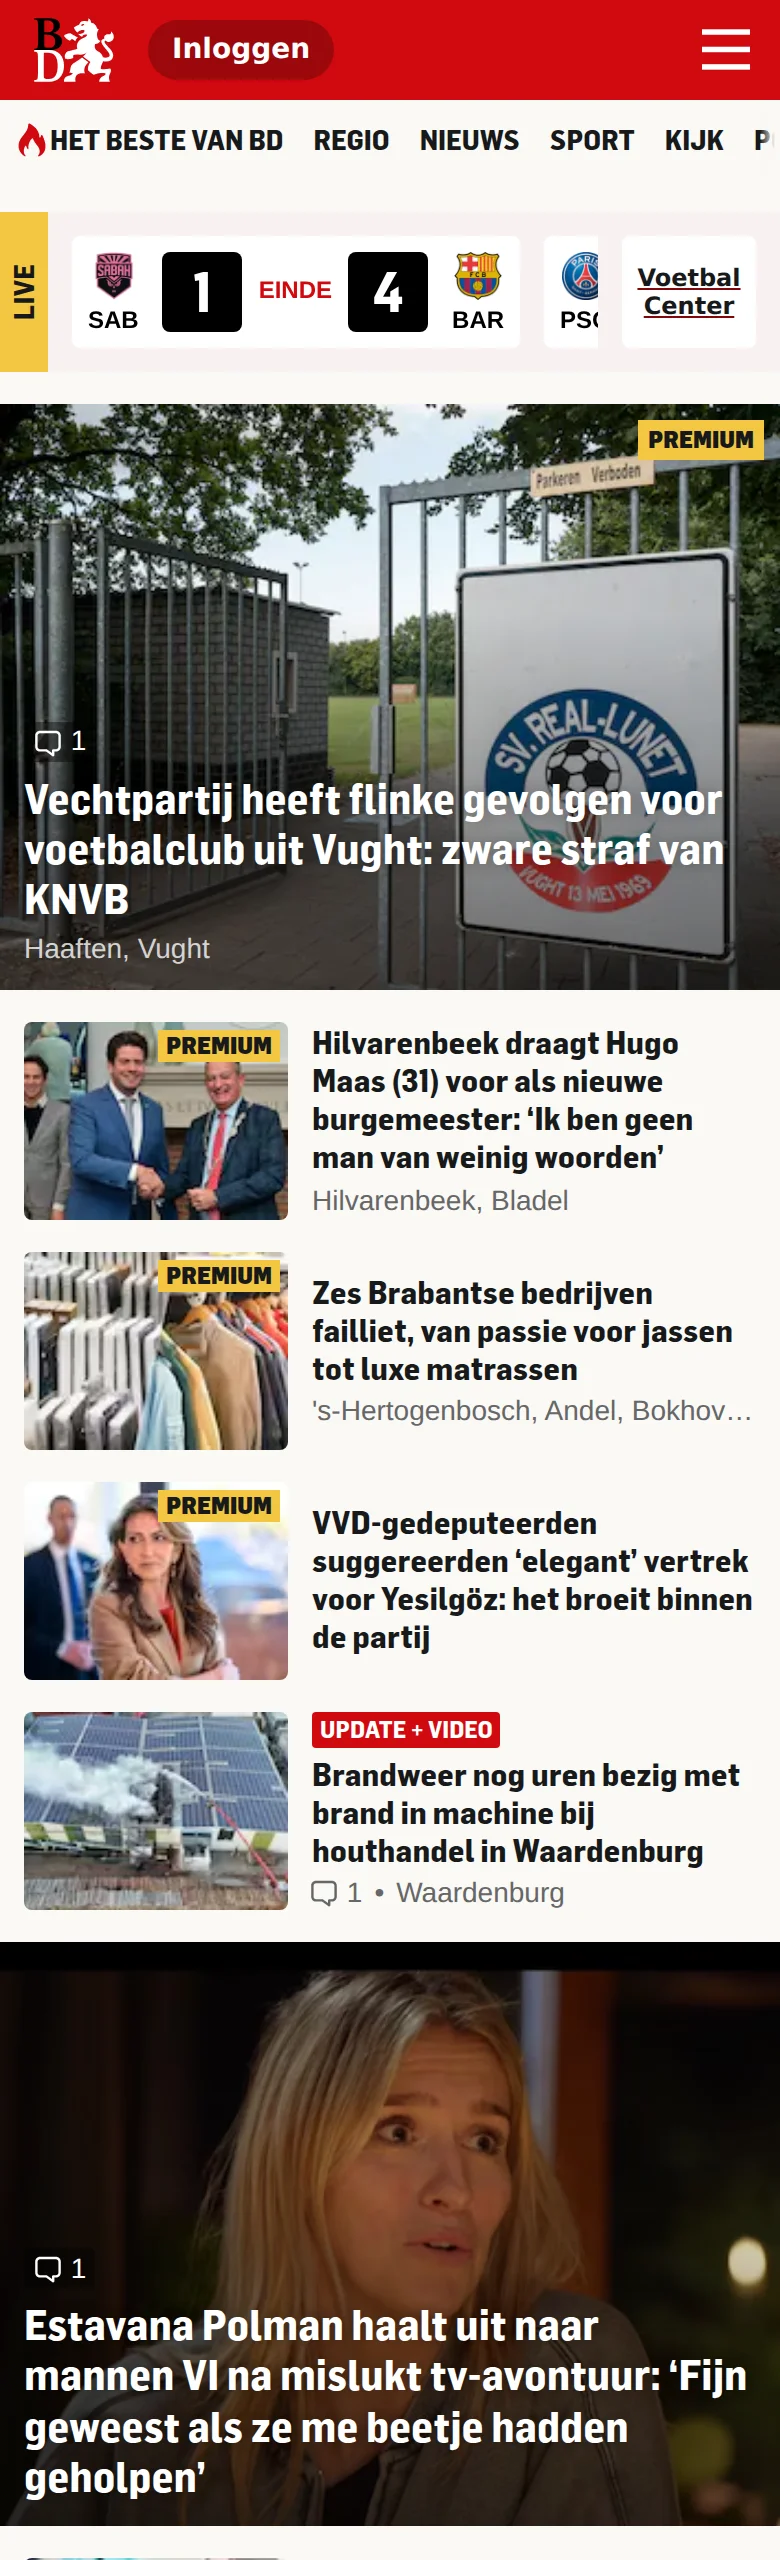 B
D
Inloggen
HET BESTE VAN BD REGIO NIEUWS SPORT KIJK
LIVE
SABAH
SAB
1
EINDE
4
FCB
BAR
PARIS
Voetbal
Center
PREMIUM
Parkeren Verboden
SV. REAL-LUNET
VUGHT 13 MEI 1969
1
Vechtpartij heeft flinke gevolgen voor
voetbalclub uit Vught: zware straf van
KNVB
Haaften, Vught
PREMIUM
Hilvarenbeek draagt Hugo
Maas (31) voor als nieuwe
burgemeester: ‘Ik ben geen
man van weinig woorden’
Hilvarenbeek, Bladel
PREMIUM
Zes Brabantse bedrijven
failliet, van passie voor jassen
tot luxe matrassen
's-Hertogenbosch, Andel, Bokhov…
PREMIUM
VVD-gedeputeerden
suggereerden ‘elegant’ vertrek
voor Yesilgöz: het broeit binnen
de partij
UPDATE + VIDEO
Brandweer nog uren bezig met
brand in machine bij
houthandel in Waardenburg
1 • Waardenburg
1
Estavana Polman haalt uit naar
mannen VI na mislukt tv-avontuur: ‘Fijn
geweest als ze me beetje hadden
geholpen’